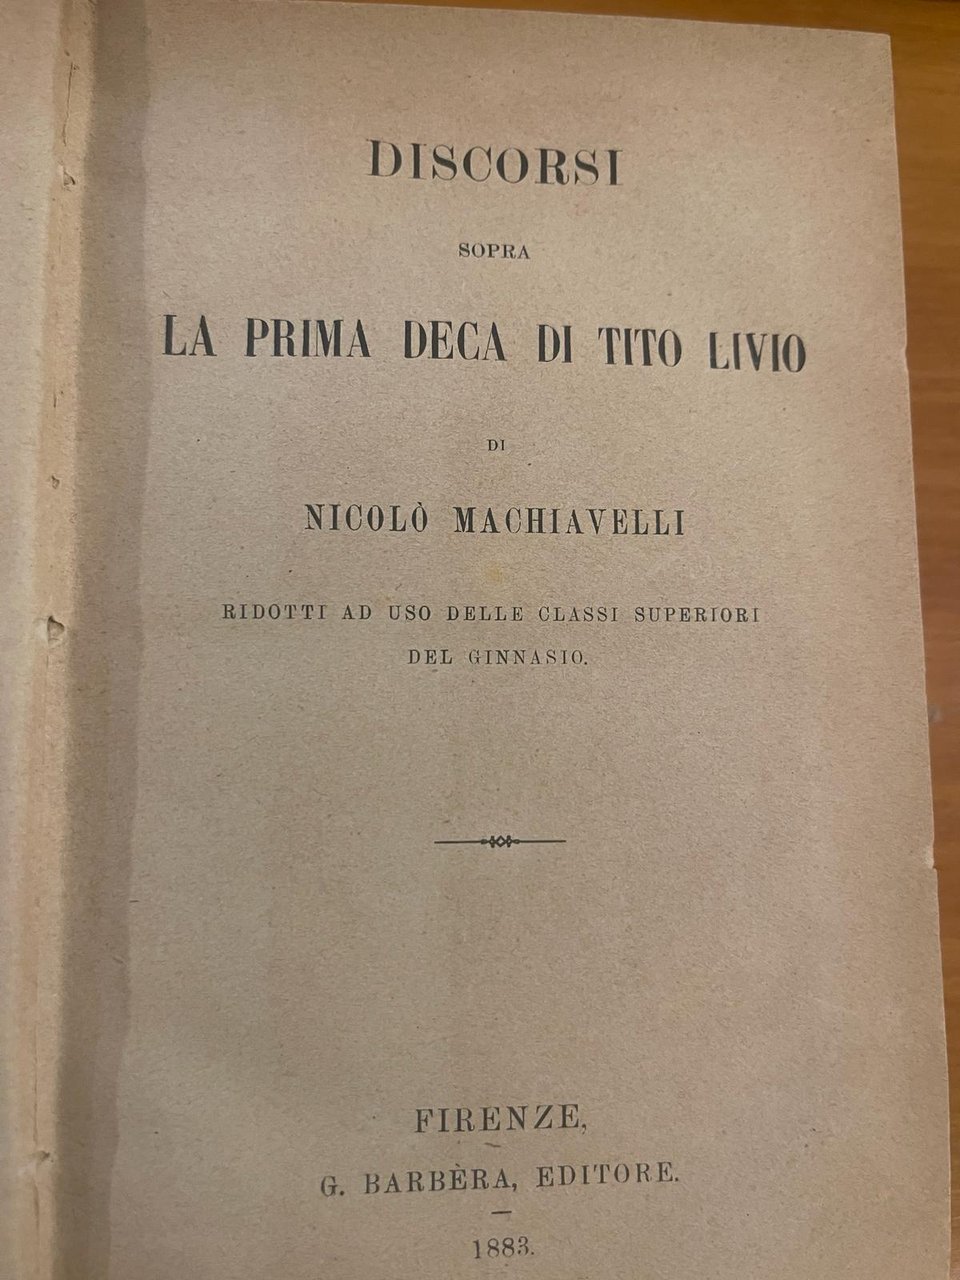 DISCORSI
SOPRA
LA PRIMA DECA DI TITO LIVIO
DI
NICOLÒ MACHIAVELLI
RIDOTTI AD USO DELLE CLASSI SUPERIORI
DEL GINNASIO.
FIRENZE,
G. BARBÈRA, EDITORE.
1883.